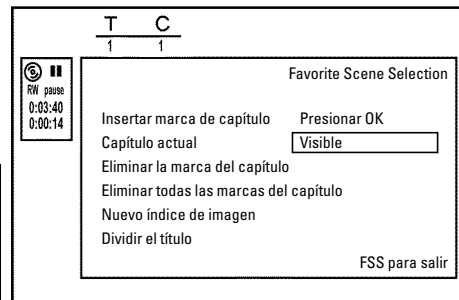 T C
1 1
RW pause
0:03:40
0:00:14
Favorite Scene Selection
Insertar marca de capítulo Presionar OK
Capítulo actual Visible
Eliminar la marca del capítulo
Eliminar todas las marcas del capítulo
Nuevo índice de imagen
Dividir el título
FSS para salir